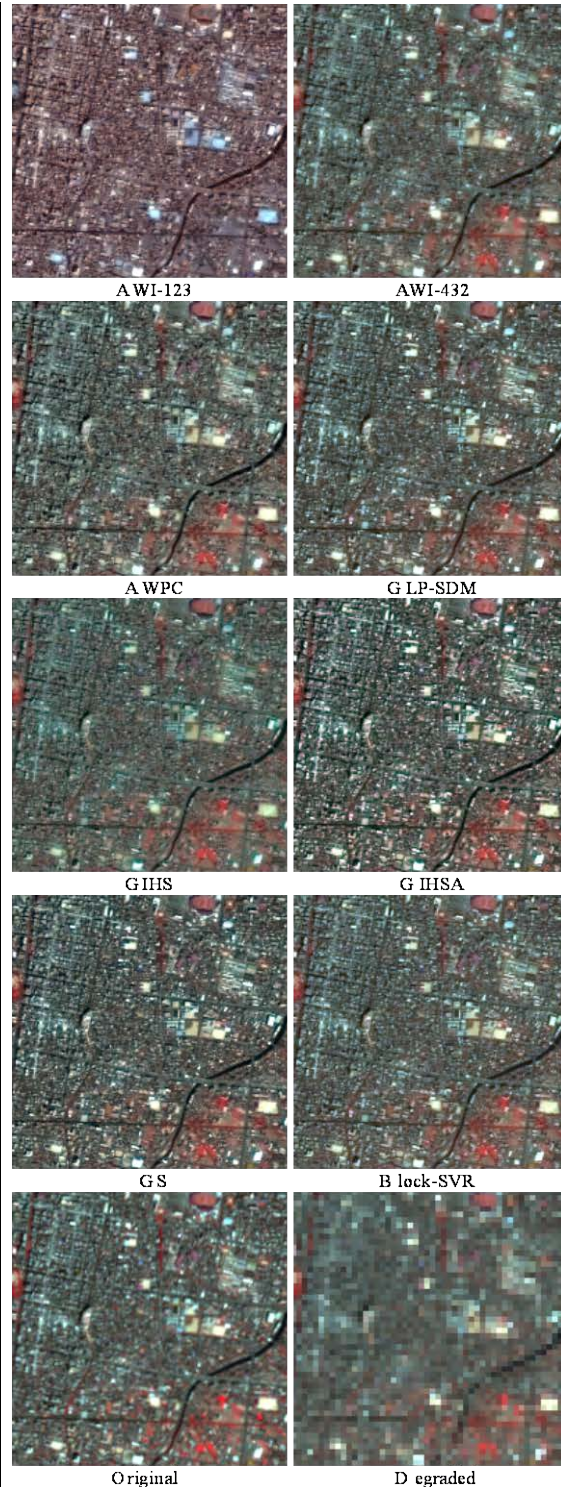 AWI-123
AWI-432
AWPC
GLP-SDM
GIHS
GIHSA
GS
Block-SVR
Original
Degraded